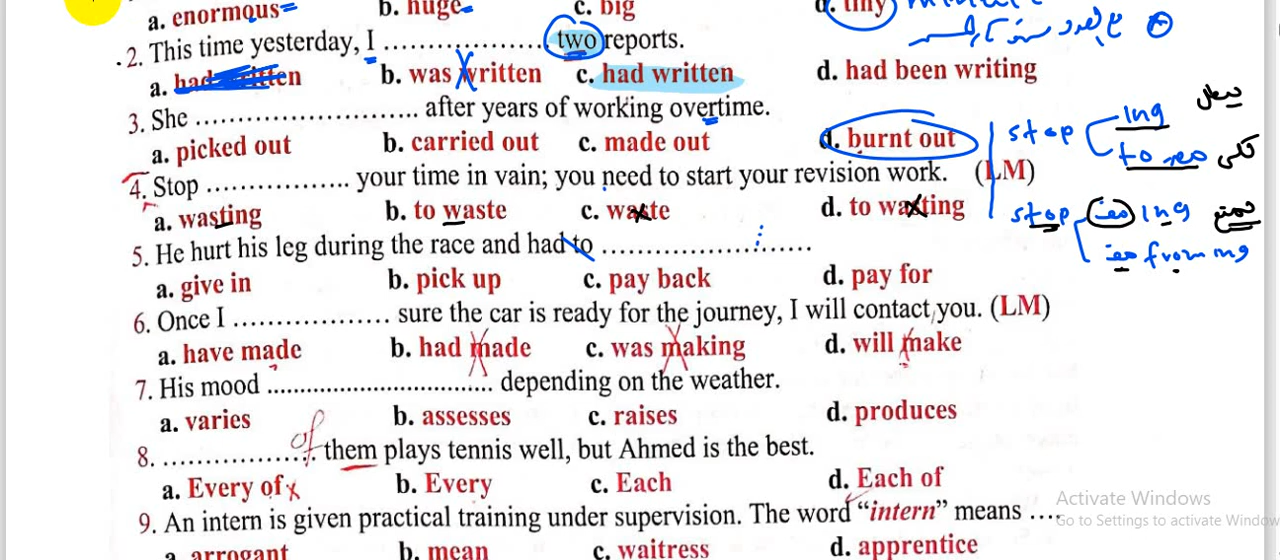 a. enormous b. huge c. big d. tiny
2. This time yesterday, I .................... two reports.
a. b. was written c. had written d. had been writing
3. She ............................ after years of working overtime.
a. picked out b. carried out c. made out d. burnt out
stop ing
to
4. Stop .................. your time in vain; you need to start your revision work. (LM)
a. wasting b. to waste c. waste d. to wasting
stop ing
from ing
5. He hurt his leg during the race and had to ..........................
a. give in b. pick up c. pay back d. pay for
6. Once I ................... sure the car is ready for the journey, I will contact you. (LM)
a. have made b. had made c. was making d. will make
7. His mood ............................... depending on the weather.
a. varies b. assesses c. raises d. produces
of
8. .................. them plays tennis well, but Ahmed is the best.
a. Every of b. Every c. Each d. Each of
9. An intern is given practical training under supervision. The word “intern” means ....
a. arrogant b. mean c. waitress d. apprentice
Activate Windows
Go to Settings to activate Window